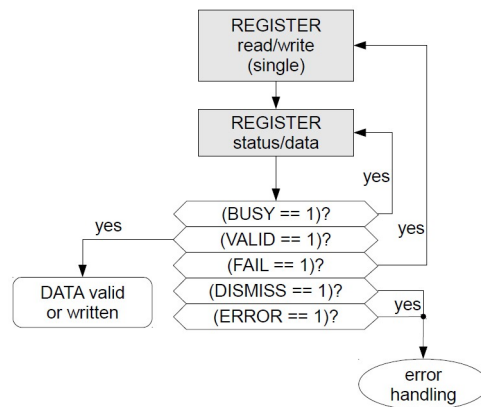 REGISTER
read/write
(single)
REGISTER
status/data
yes
(BUSY == 1)?
yes
(VALID == 1)?
yes
(FAIL == 1)?
DATA valid
or written
(DISMISS == 1)?
yes
(ERROR == 1)?
error
handling